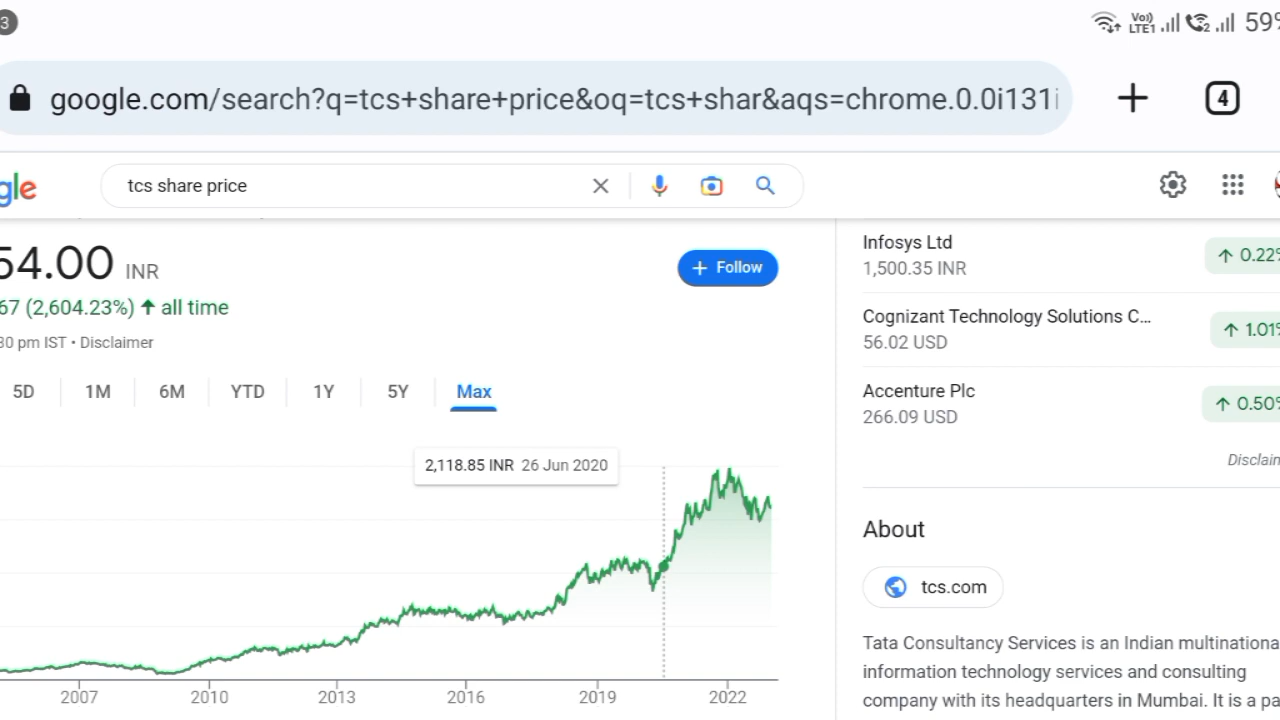 3
Vo)) LTE1 2 59%
google.com/search?q=tcs+share+price&oq=tcs+shar&aqs=chrome.0.0i131i
4
gle
tcs share price
54.00 INR
Follow
67 (2,604.23%) ↑ all time
30 pm IST • Disclaimer
5D 1M 6M YTD 1Y 5Y Max
2,118.85 INR 26 Jun 2020
2007 2010 2013 2016 2019 2022
Infosys Ltd
1,500.35 INR
↑ 0.22%
Cognizant Technology Solutions C...
56.02 USD
↑ 1.01%
Accenture Plc
266.09 USD
↑ 0.50%
Disclaim
About
tcs.com
Tata Consultancy Services is an Indian multinationa
information technology services and consulting
company with its headquarters in Mumbai. It is a pa